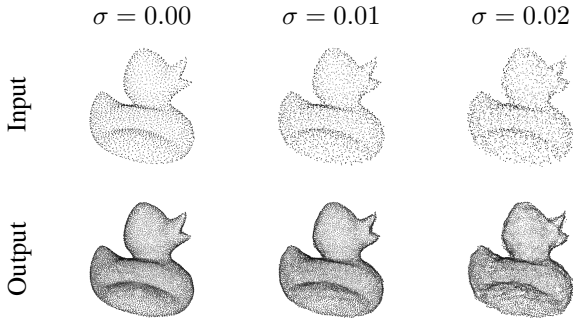 σ = 0.00 σ = 0.01 σ = 0.02
Input
Output